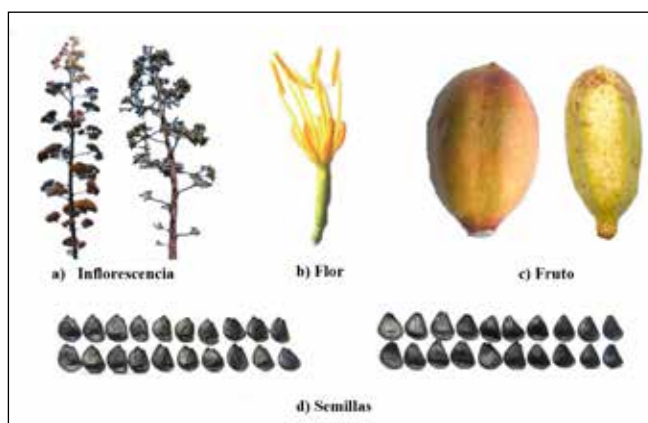 a) Inflorescencia
b) Flor
c) Fruto
d) Semillas